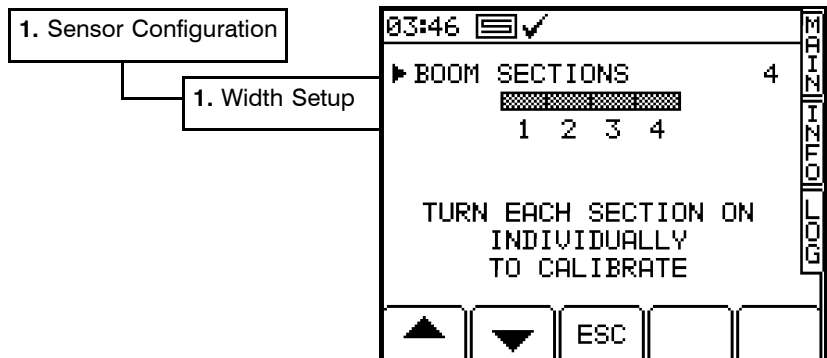 1. Sensor Configuration
1. Width Setup
03:46
BOOM SECTIONS 4
1 2 3 4
TURN EACH SECTION ON
INDIVIDUALLY
TO CALIBRATE
ESC
MAIN
INFO
LOG